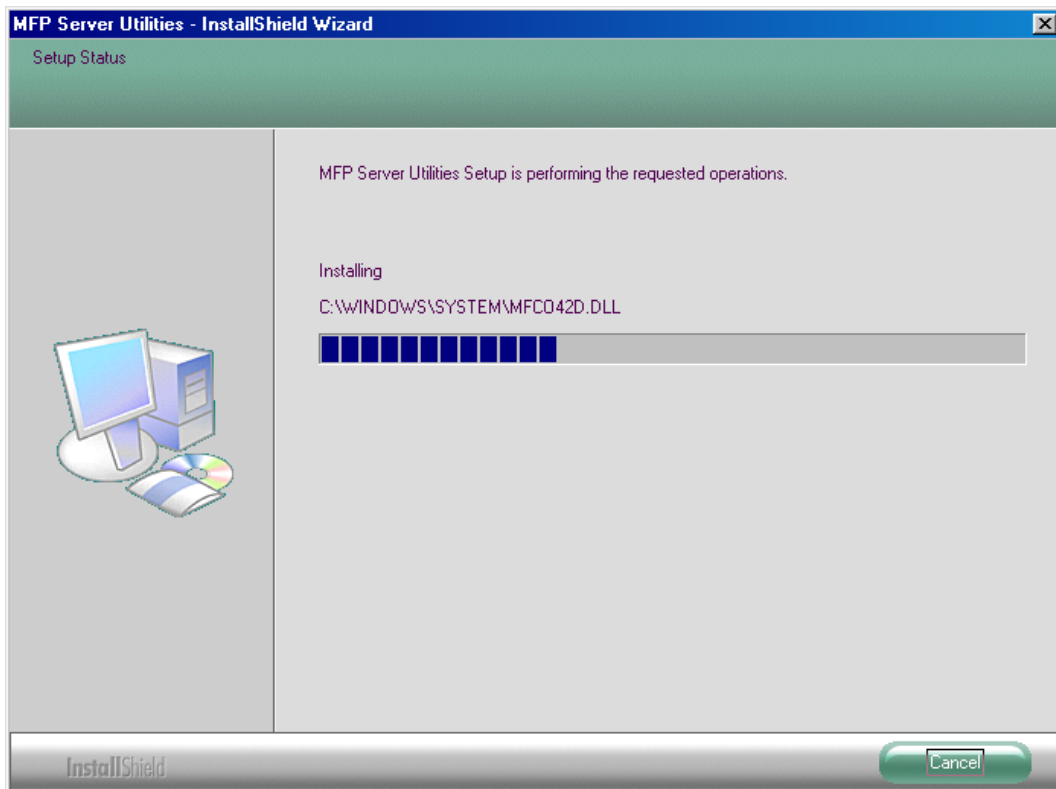 MFP Server Utilities - InstallShield Wizard
Setup Status
MFP Server Utilities Setup is performing the requested operations.
Installing
C:\WINDOWS\SYSTEM\MFCO42D.DLL
InstallShield
Cancel